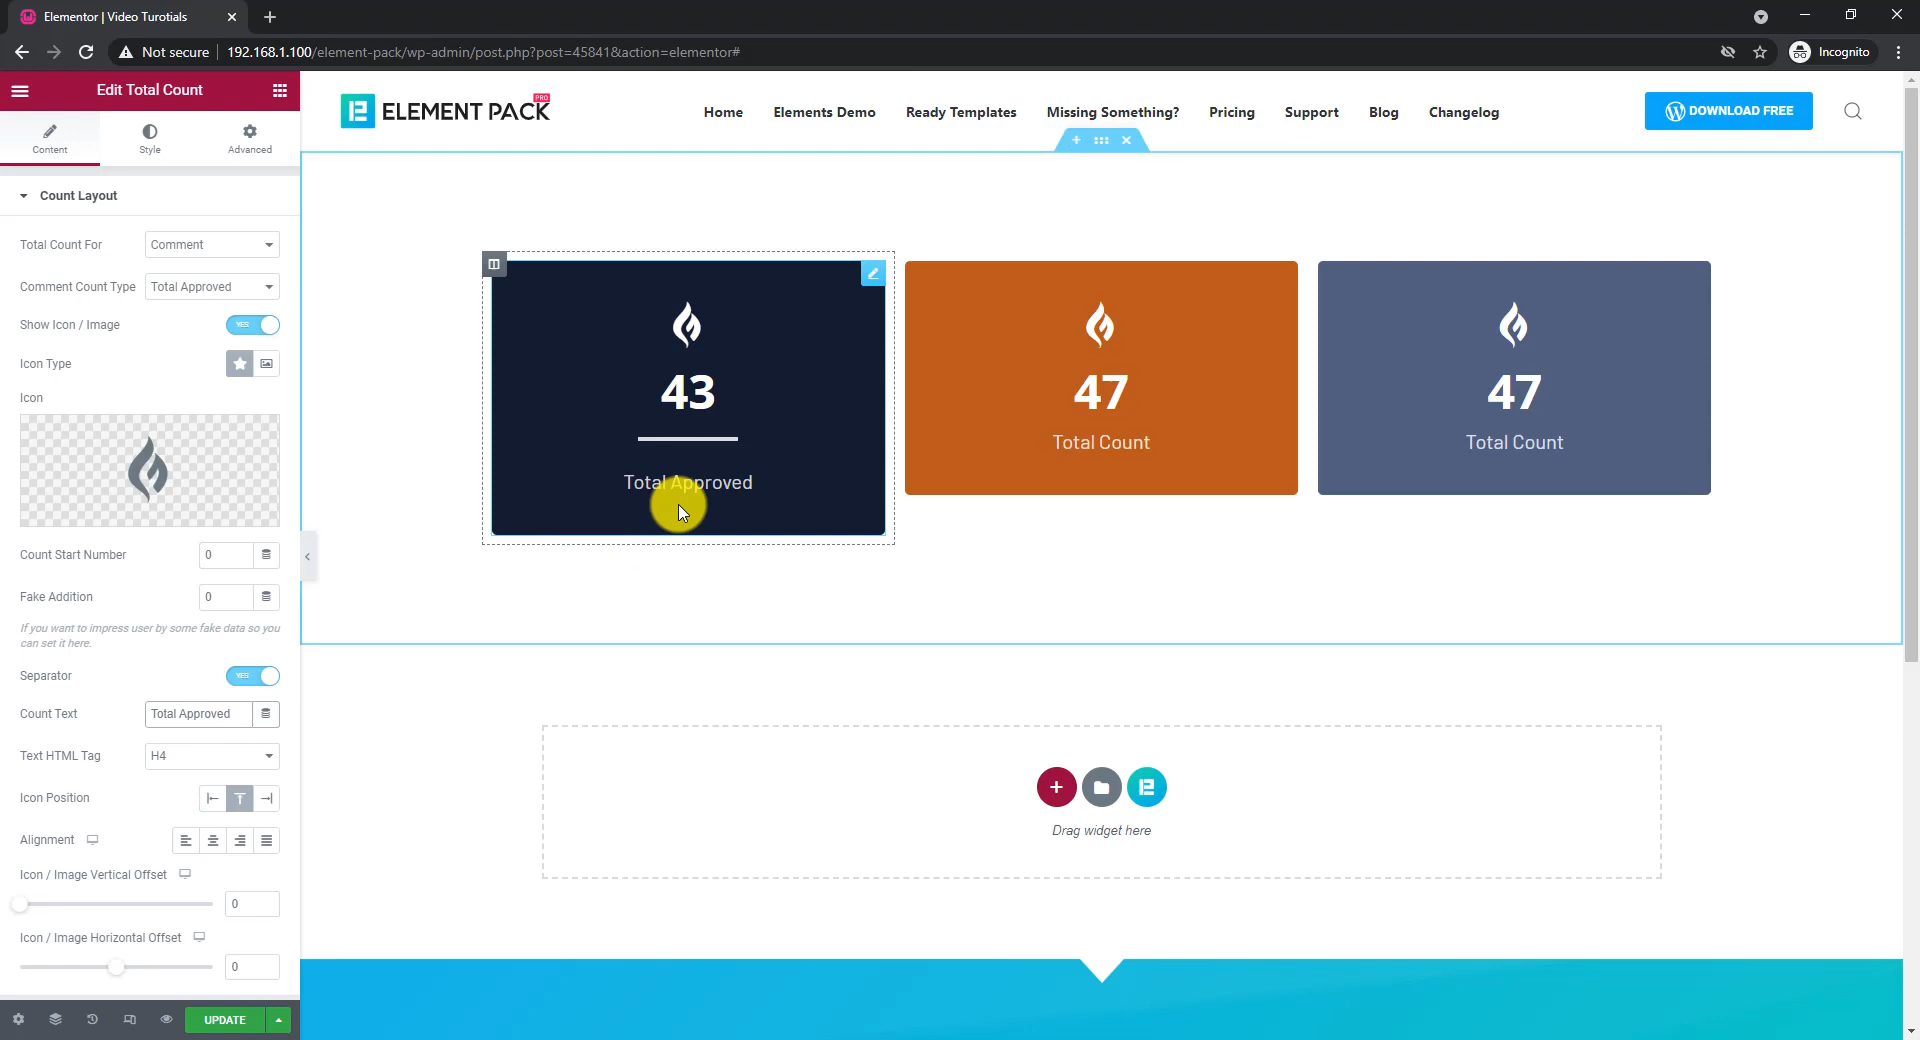 Elementor | Video Turotials
Not secure
192.168.1.100/element-pack/wp-admin/post.php?post=45841&action=elementor#
Incognito
Edit Total Count
Content
Style
Advanced
Count Layout
Total Count For
Comment
Comment Count Type
Total Approved
Show Icon / Image
YES
Icon Type
Icon
Count Start Number
0
Fake Addition
0
If you want to impress user by some fake data so you
can set it here.
Separator
YES
Count Text
Total Approved
Text HTML Tag
H4
Icon Position
Alignment
Icon / Image Vertical Offset
0
Icon / Image Horizontal Offset
0
UPDATE
ELEMENT PACK
PRO
Home
Elements Demo
Ready Templates
Missing Something?
Pricing
Support
Blog
Changelog
DOWNLOAD FREE
43
Total Approved
47
Total Count
47
Total Count
Drag widget here